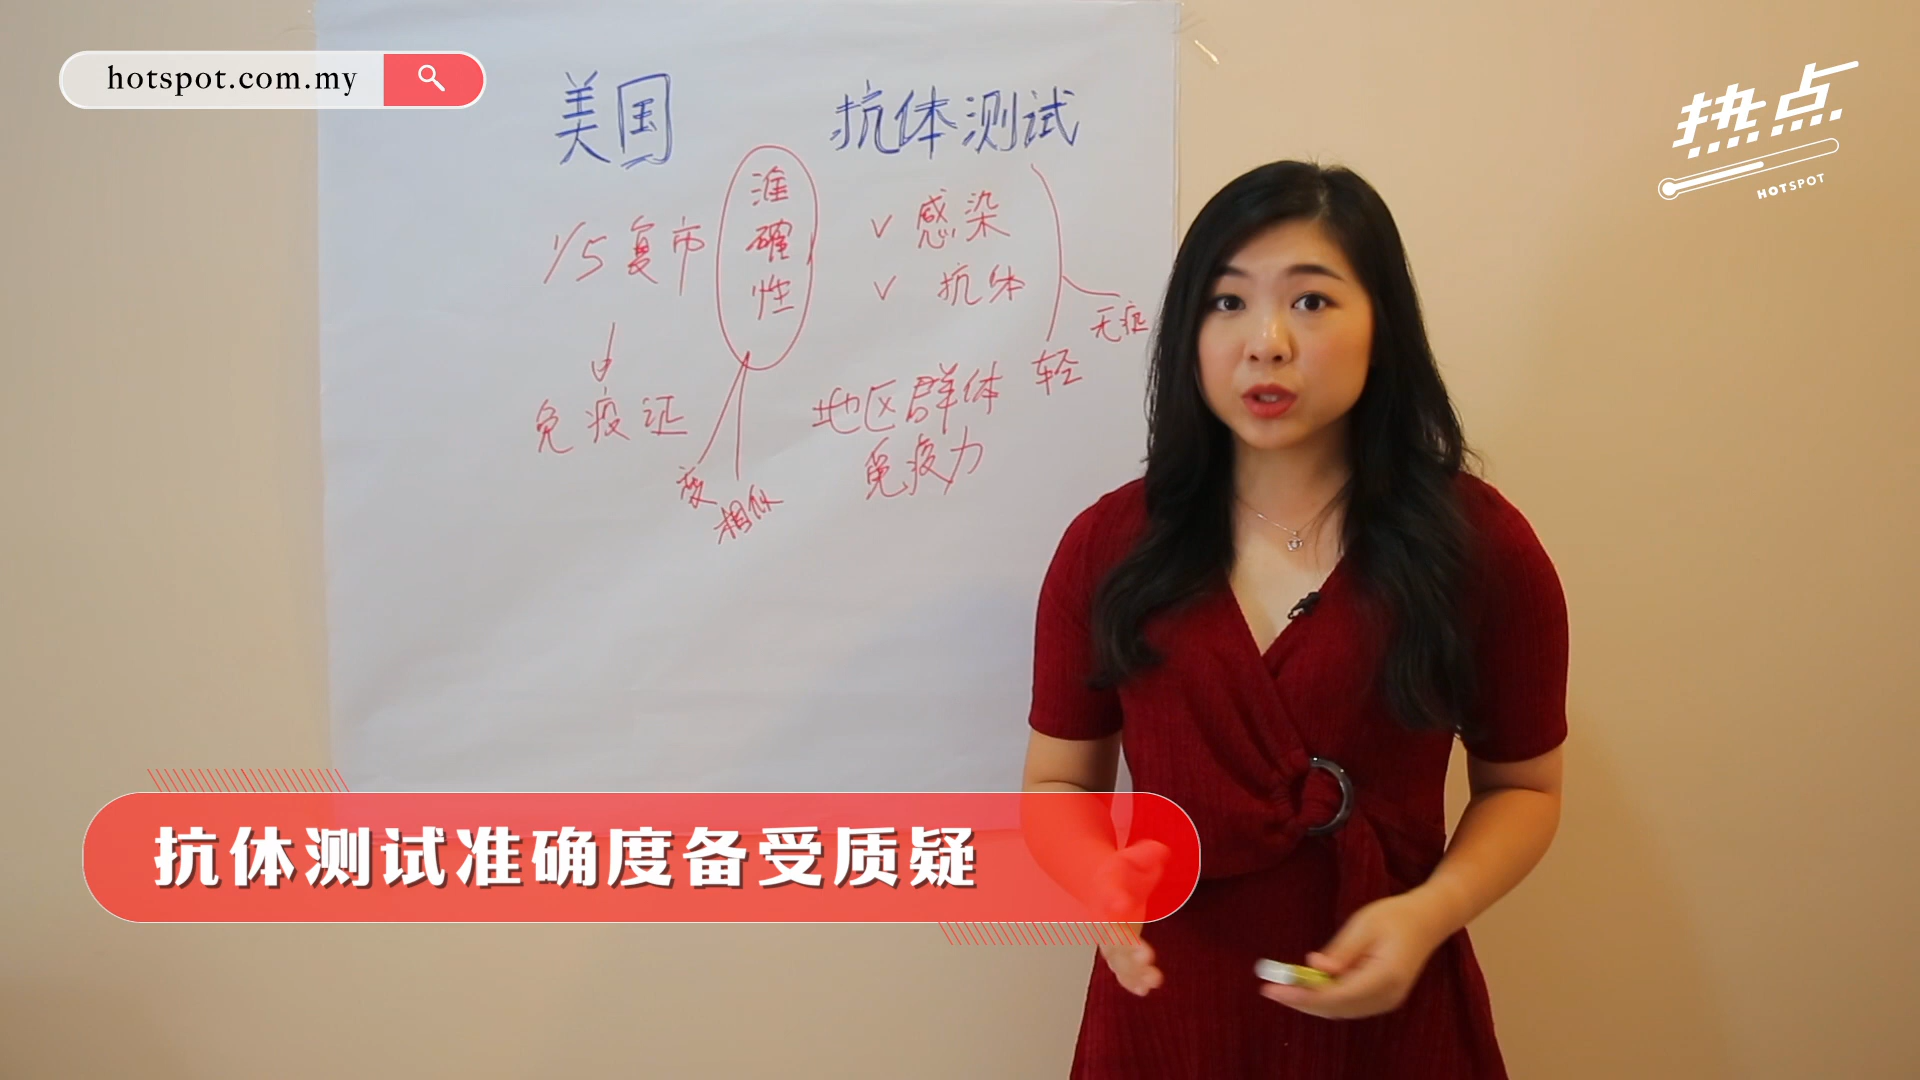 hotspot.com.my
热点
HOTSPOT
美国 抗体测试
准
确
性
1/5 复市
v 感染
v 抗体
无症
轻
免疫证
地区群体
免疫力
变
相似
抗体测试准确度备受质疑